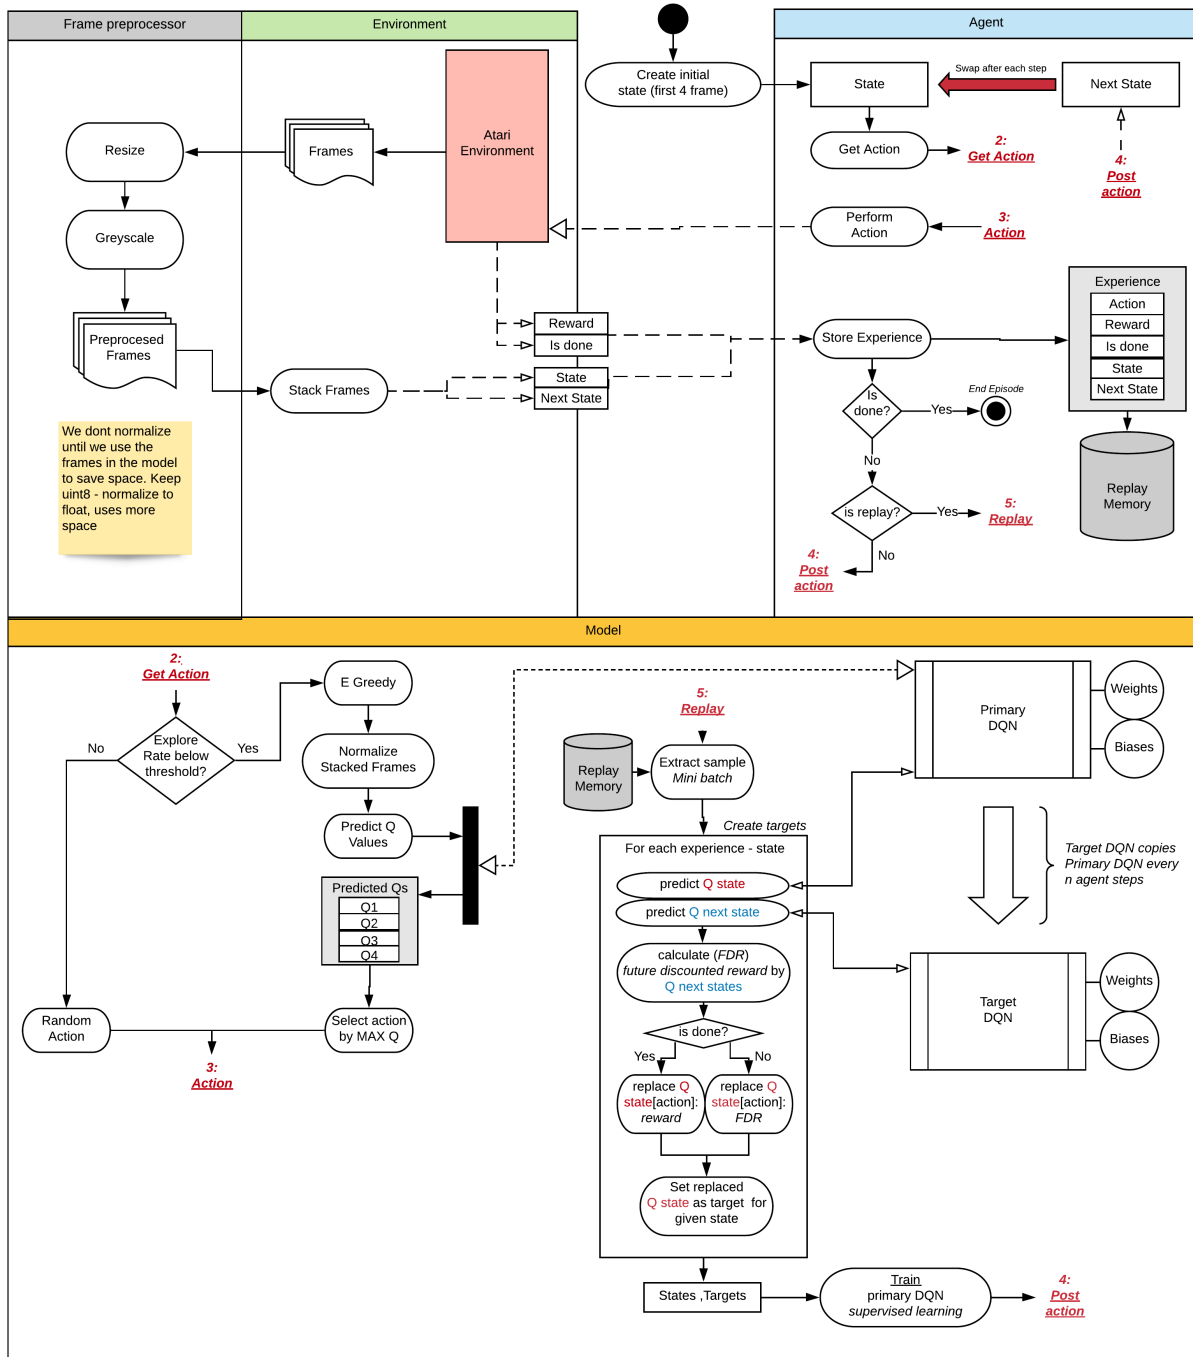 Frame preprocessor
Environment
Agent
Create initial
state (first 4 frame)
State
Swap after each step
Next State
Resize
Frames
Atari
Environment
Get Action
2:
Get Action
4:
Post
action
Greyscale
Perform
Action
3:
Action
Preprocesed
Frames
Stack Frames
Reward
Is done
State
Next State
Store Experience
Experience
Action
Reward
Is done
State
Next State
Is
done?
Yes
End Episode
No
is replay?
Yes
5:
Replay
No
4:
Post
action
Replay
Memory
We dont normalize
until we use the
frames in the model
to save space. Keep
uint8 - normalize to
float, uses more
space
Model
2:
Get Action
Explore
Rate below
threshold?
No
Yes
E Greedy
Normalize
Stacked Frames
Predict Q
Values
Predicted Qs
Q1
Q2
Q3
Q4
Random
Action
Select action
by MAX Q
3:
Action
5:
Replay
Replay
Memory
Extract sample
Mini batch
Create targets
For each experience - state
predict Q state
predict Q next state
calculate (FDR)
future discounted reward by
Q next states
is done?
Yes
No
replace Q
state[action]:
reward
replace Q
state[action]:
FDR
Set replaced
Q state as target for
given state
States ,Targets
Train
primary DQN
supervised learning
4:
Post
action
Primary
DQN
Weights
Biases
Target DQN copies
Primary DQN every
n agent steps
Target
DQN
Weights
Biases